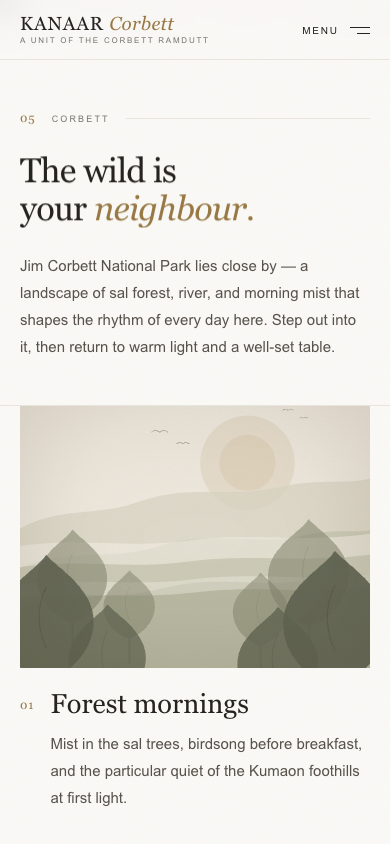 KANAAR Corbett
A UNIT OF THE CORBETT RAMDUTT
MENU
05 CORBETT
The wild is
your neighbour.
Jim Corbett National Park lies close by — a
landscape of sal forest, river, and morning mist that
shapes the rhythm of every day here. Step out into
it, then return to warm light and a well-set table.
01 Forest mornings
Mist in the sal trees, birdsong before breakfast,
and the particular quiet of the Kumaon foothills
at first light.